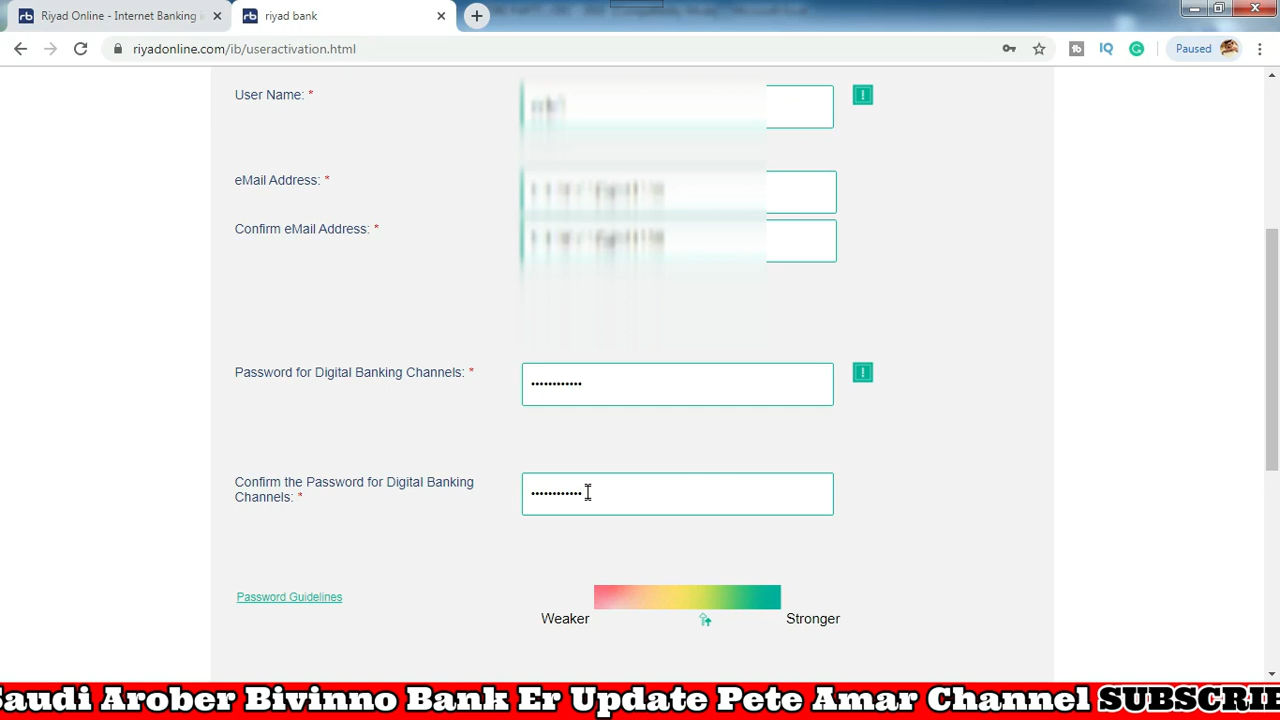 Riyad Online - Internet Banking i
riyad bank
riyadonline.com/ib/useractivation.html
Paused
User Name: *
eMail Address: *
Confirm eMail Address: *
Password for Digital Banking Channels: *
••••••••••••
Confirm the Password for Digital Banking
Channels: *
••••••••••••
Password Guidelines
Weaker
Stronger
Saudi Arober Bivinno Bank Er Update Pete Amar Channel SUBSCRI